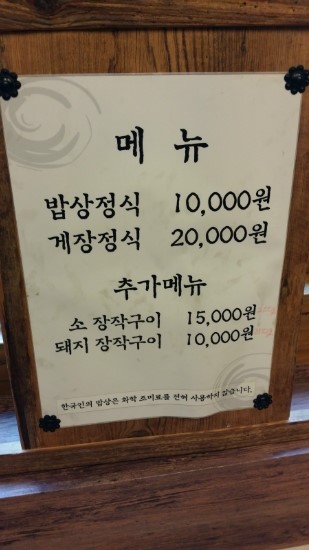 메 뉴
밥상정식 10,000원
게장정식 20,000원
추가메뉴
소 장작구이 15,000원
돼지 장작구이 10,000원
한국민의 밥상은 화학 조미료를 전혀 사용하지 않습니다.